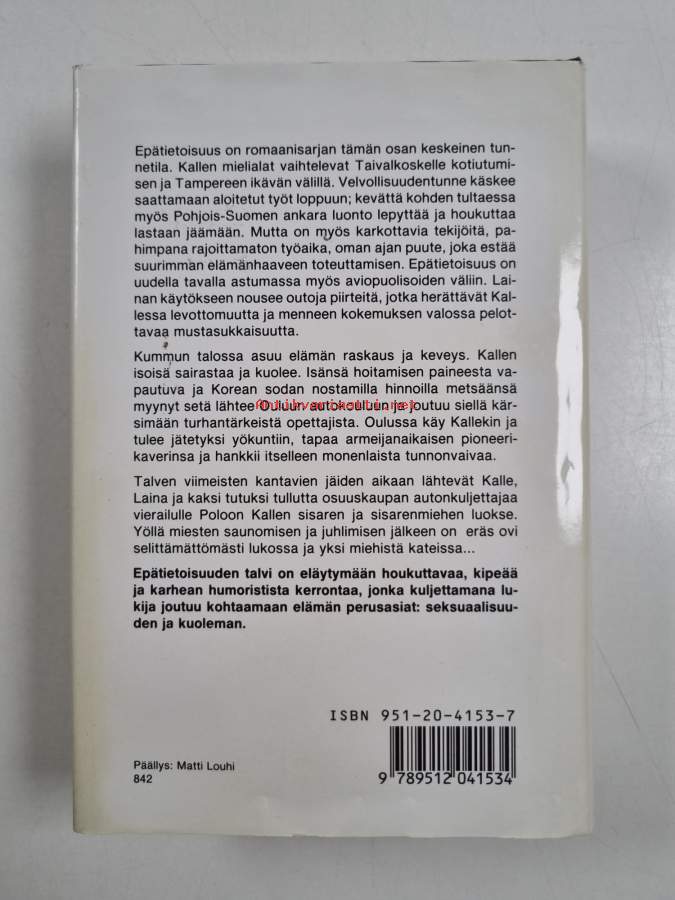 Epätietoisuus on romaanisarjan tämän osan keskeinen tun-
netila. Kallen mielialat vaihtelevat Taivalkoskelle kotiutumi-
sen ja Tampereen ikävän välillä. Velvollisuudentunne käskee
saattamaan aloitetut työt loppuun; kevättä kohden tultaessa
myös Pohjois-Suomen ankara luonto lepyttää ja houkuttaa
lastaan jäämään. Mutta on myös karkottavia tekijöitä, pa-
himpana rajoittamaton työaika, oman ajan puute, joka estää
suurimman elämänhaaveen toteuttamisen. Epätietoisuus on
uudella tavalla astumassa myös aviopuolisoiden väliin. Lai-
nan käytökseen nousee outoja piirteitä, jotka herättävät Kal-
lessa levottomuutta ja menneen kokemuksen valossa pelot-
tavaa mustasukkaisuutta.
Kummun talossa asuu elämän raskaus ja keveys. Kallen
isoisä sairastaa ja kuolee. Isänsä hoitamisen paineesta va-
pautuva ja Korean sodan nostamilla hinnoilla metsäänsä
myynyt setä lähtee Ouluun autokouluun ja joutuu siellä kär-
simään turhantärkeistä opettajista. Oulussa käy Kallekin ja
tulee jätetyksi yökuntiin, tapaa armeijanaikaisen pioneeri-
kaverinsa ja hankkii itselleen monenlaista tunnonvaivaa.
Talven viimeisten kantavien jäiden aikaan lähtevät Kalle,
Laina ja kaksi tutuksi tullutta osuuskaupan autonkuljettajaa
vierailulle Poloon Kallen sisaren ja sisarenmiehen luokse.
Yöllä miesten saunomisen ja juhlimisen jälkeen on eräs ovi
selittämättömästi lukossa ja yksi miehistä kateissa...
Epätietoisuuden talvi on eläytymään houkuttavaa, kipeää
ja karhean humoristista kerrontaa, jonka kuljettamana lu-
kija joutuu kohtaamaan elämän perusasiat: seksuaalisuu-
den ja kuoleman.
ISBN 951-20-4153-7
Päällys: Matti Louhi
842
9 789512 041534